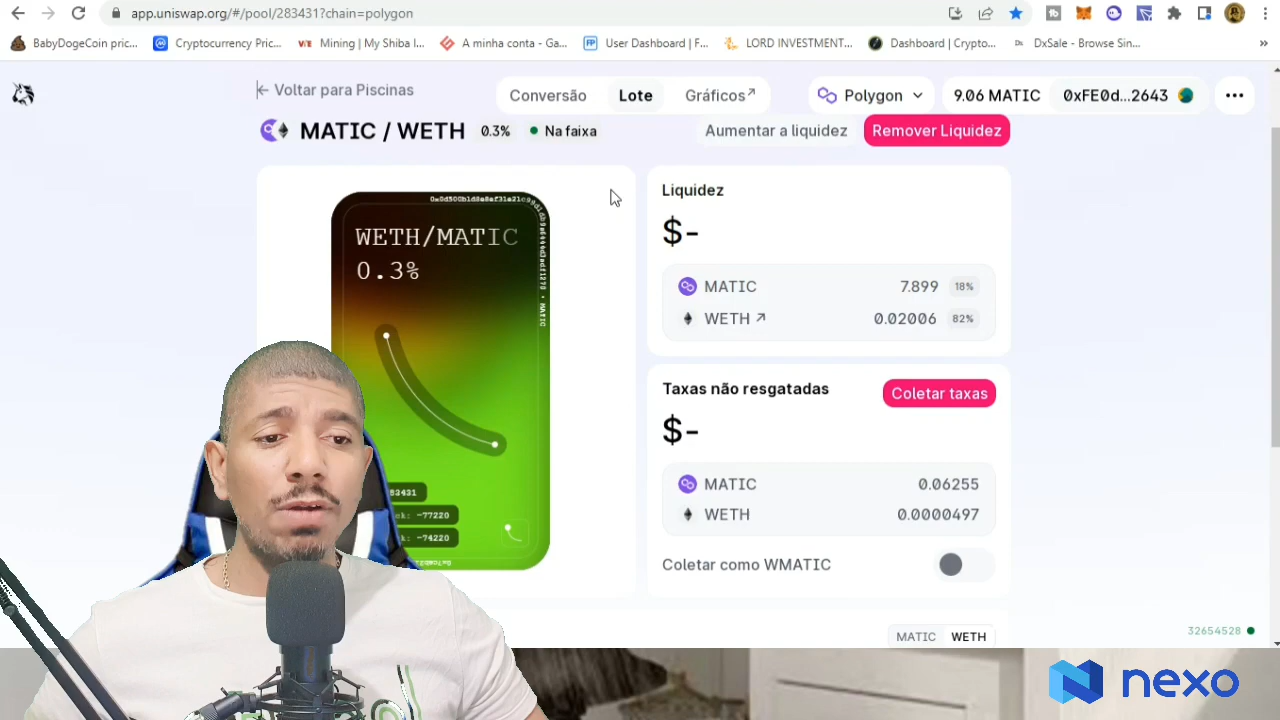 app.uniswap.org/#/pool/283431?chain=polygon
BabyDogeCoin pric...
Cryptocurrency Pric...
Mining | My Shiba I...
A minha conta - Ga...
User Dashboard | F...
LORD INVESTMENT...
Dashboard | Crypto...
DxSale - Browse Sin...
»
← Voltar para Piscinas
Conversão
Lote
Gráficos↗
Polygon
9.06 MATIC
0xFE0d...2643
MATIC / WETH
0.3%
Na faixa
Aumentar a liquidez
Remover Liquidez
WETH/MATIC
0.3%
83431
-77220
-74220
Liquidez
$-
MATIC
7.899
18%
WETH ↗
0.02006
82%
Taxas não resgatadas
Coletar taxas
$-
MATIC
0.06255
WETH
0.0000497
Coletar como WMATIC
MATIC
WETH
32654528
nexo